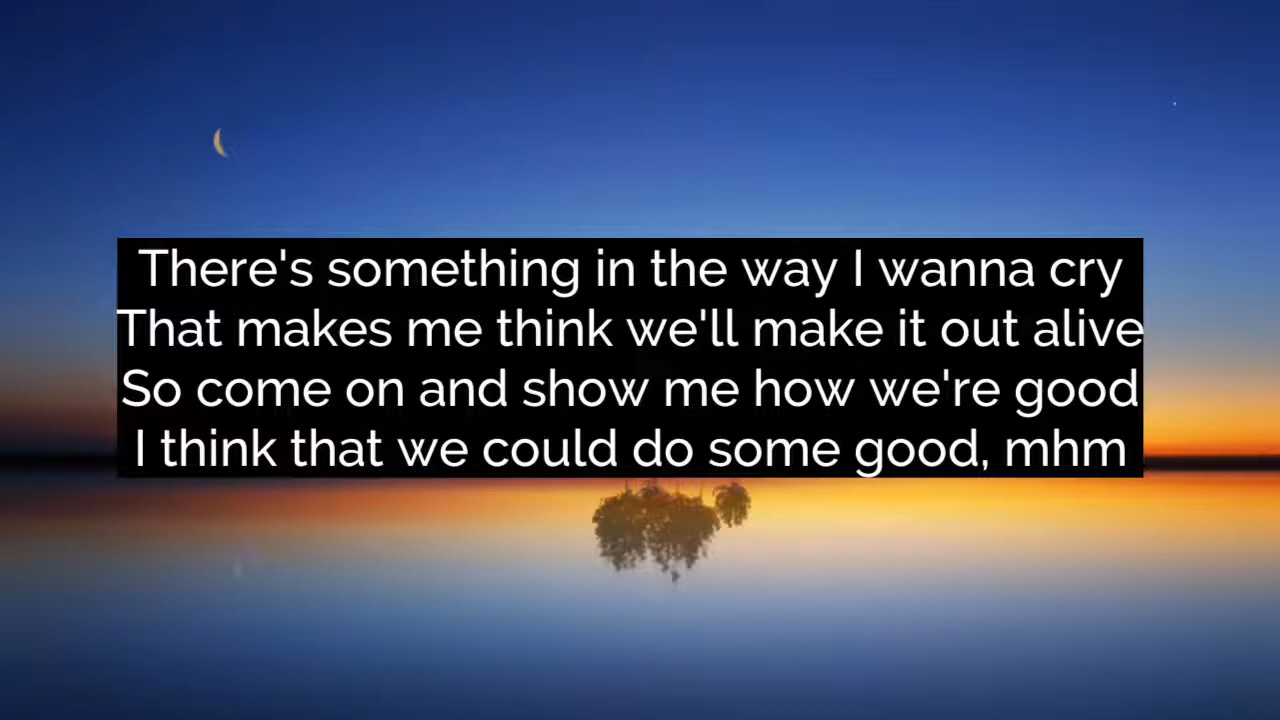 There's something in the way I wanna cry
That makes me think we'll make it out alive
So come on and show me how we're good
I think that we could do some good, mhm